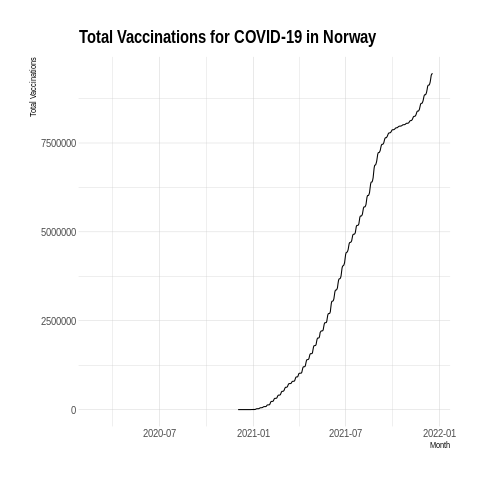 Total Vaccinations for COVID-19 in Norway
Total Vaccinations
7500000
5000000
2500000
0
2020-07 2021-01 2021-07 2022-01
Month